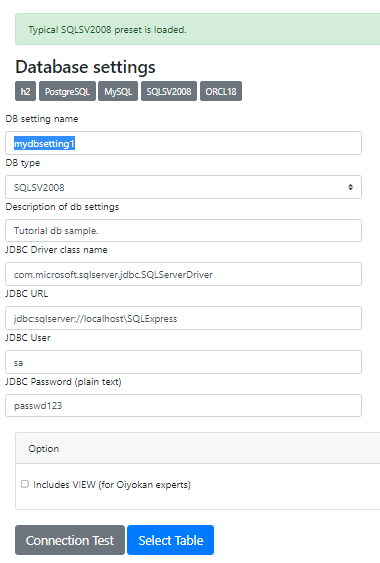 Typical SQLSV2008 preset is loaded.
Database settings
h2 PostgreSQL MySQL SQLSV2008 ORCL18
DB setting name
mydbsetting1
DB type
SQLSV2008
Description of db settings
Tutorial db sample.
JDBC Driver class name
com.microsoft.sqlserver.jdbc.SQLServerDriver
JDBC URL
jdbc:sqlserver://localhost\SQLExpress
JDBC User
sa
JDBC Password (plain text)
passwd123
Option
Includes VIEW (for Oiyokan experts)
Connection Test Select Table